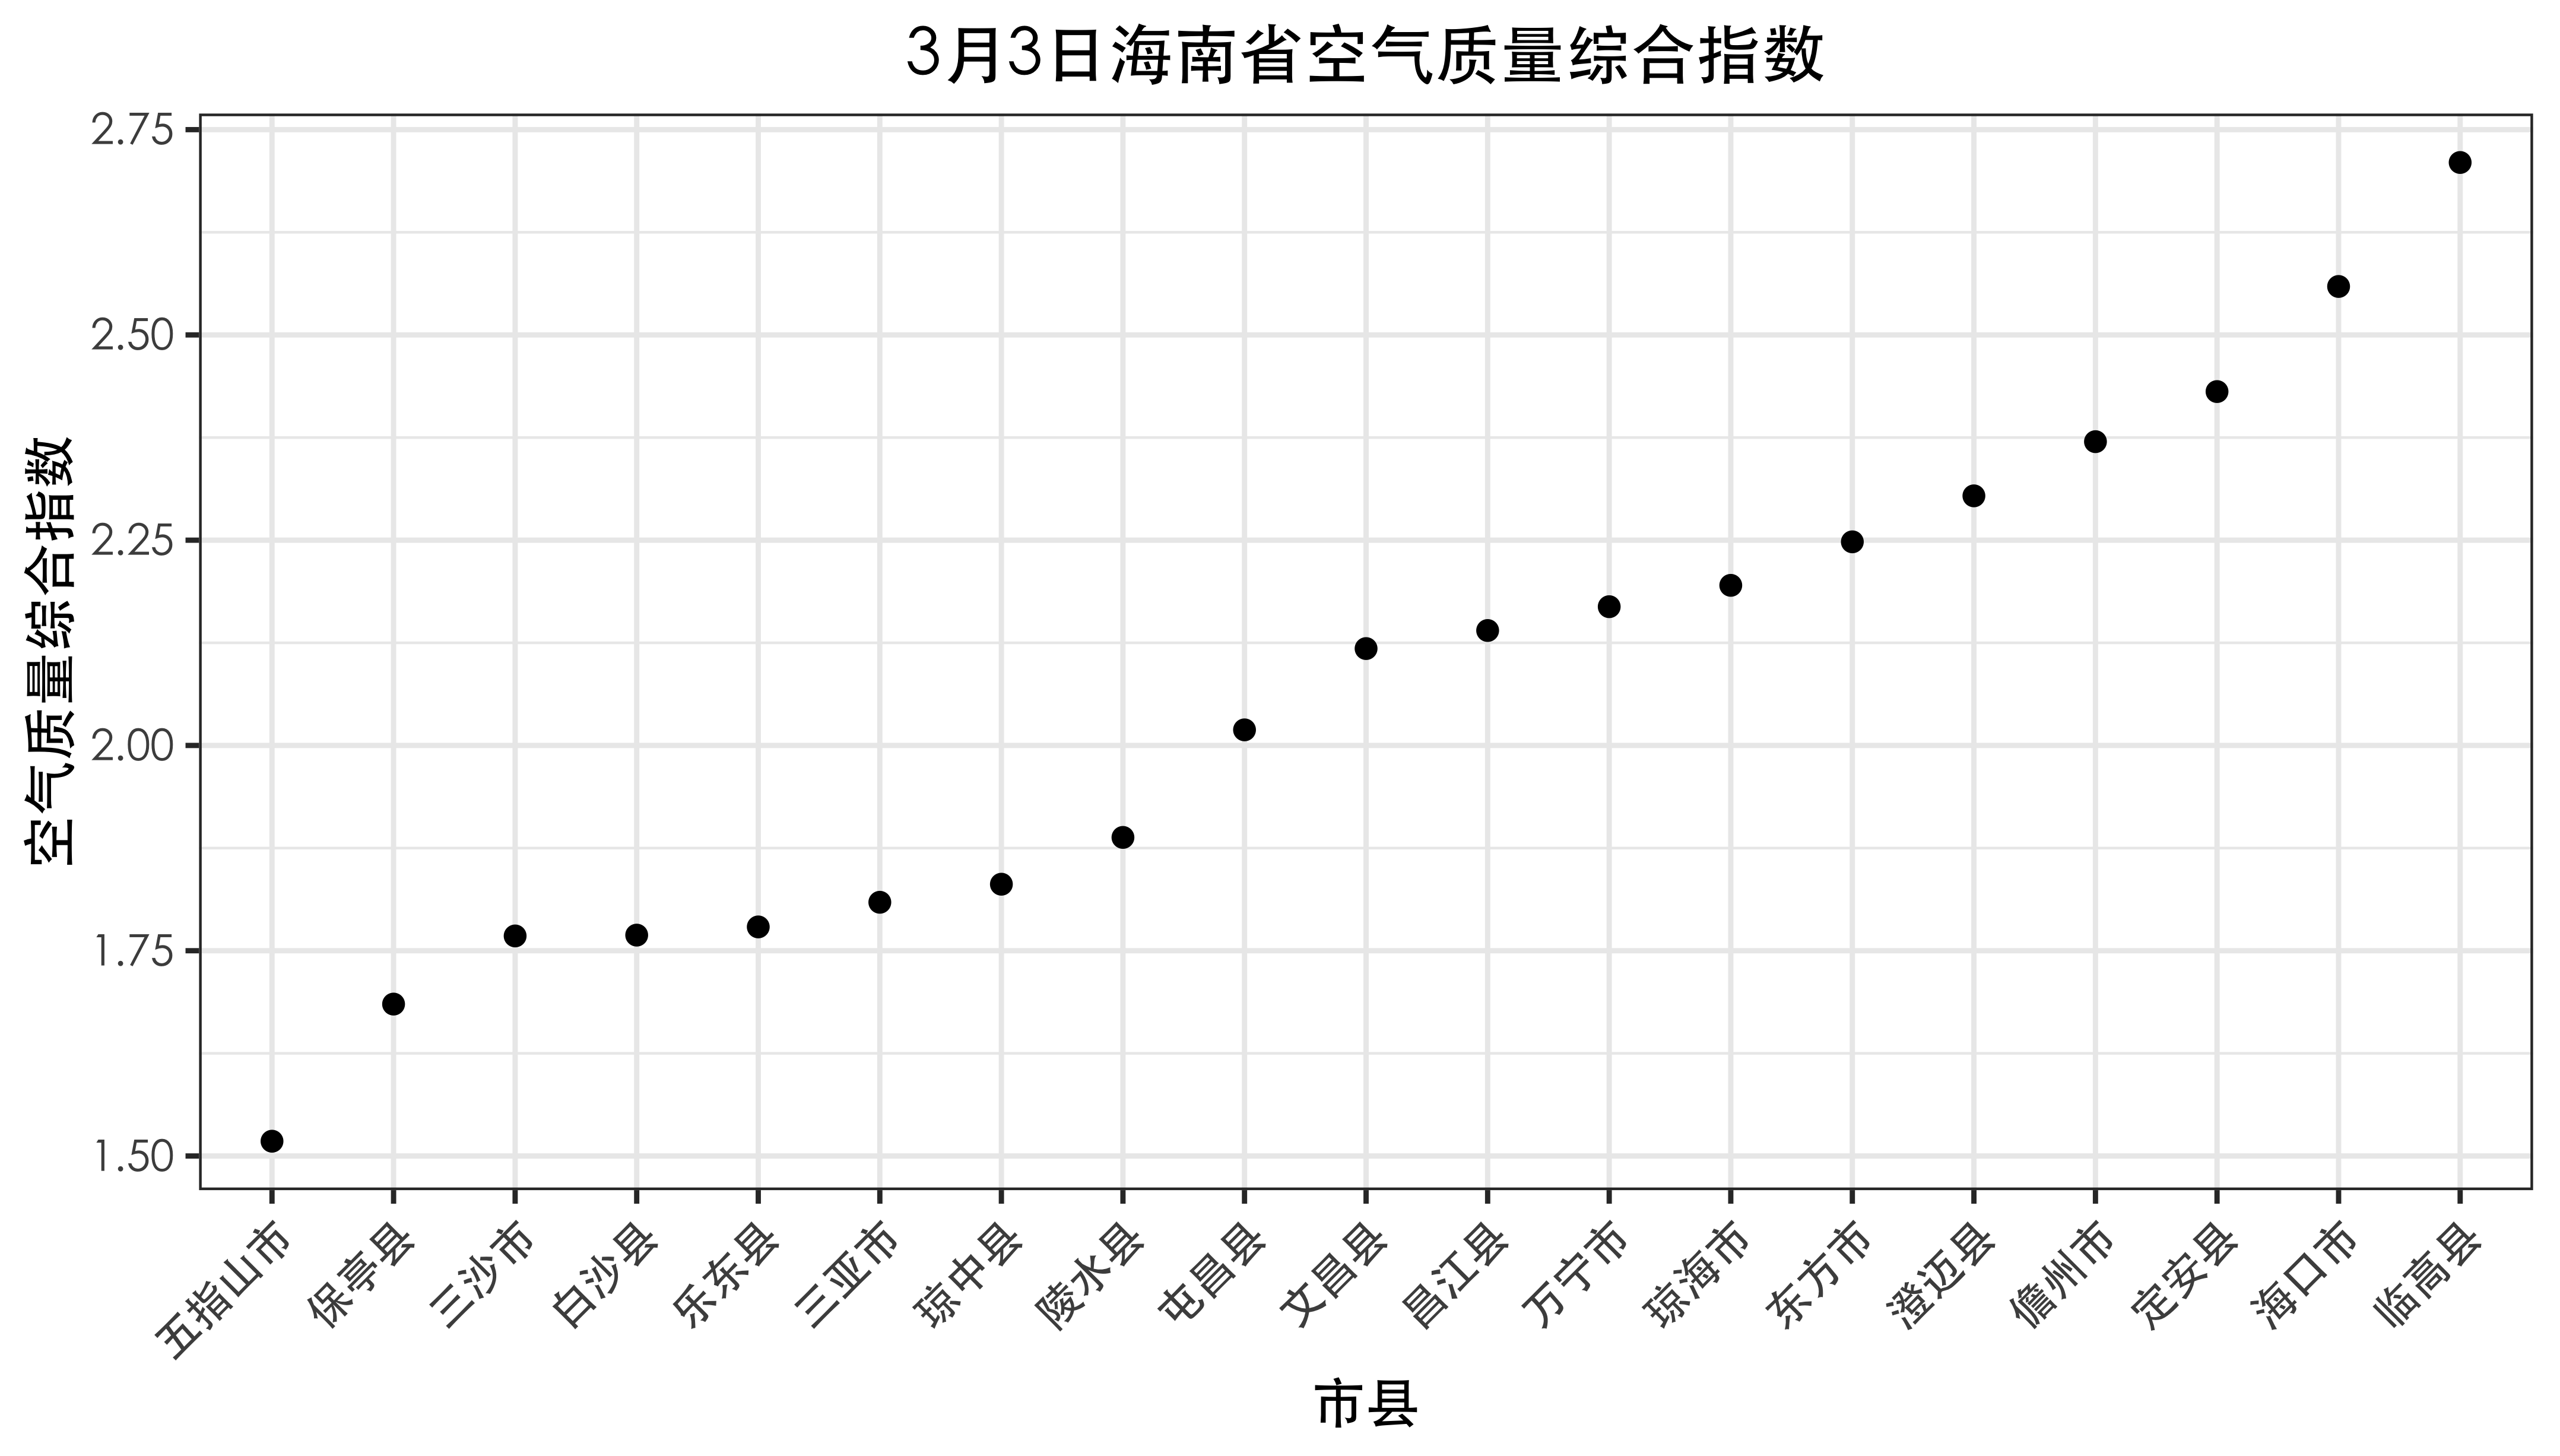 3月3日海南省空气质量综合指数
空气质量综合指数
2.75
2.50
2.25
2.00
1.75
1.50
五指山市
保亭县
三沙市
白沙县
乐东县
三亚市
琼中县
陵水县
屯昌县
文昌县
昌江县
万宁市
琼海市
东方市
澄迈县
儋州市
定安县
海口市
临高县
市县